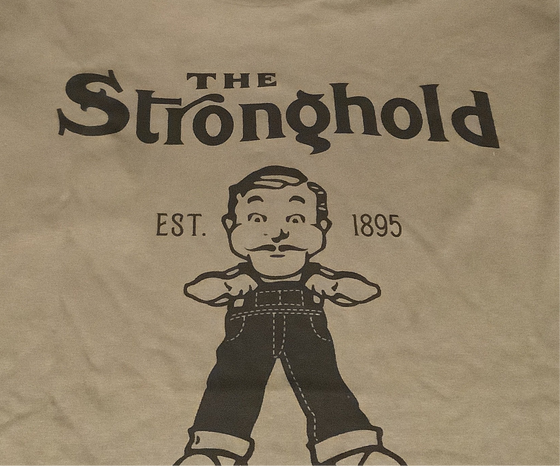 THE
Stronghold
EST. 1895